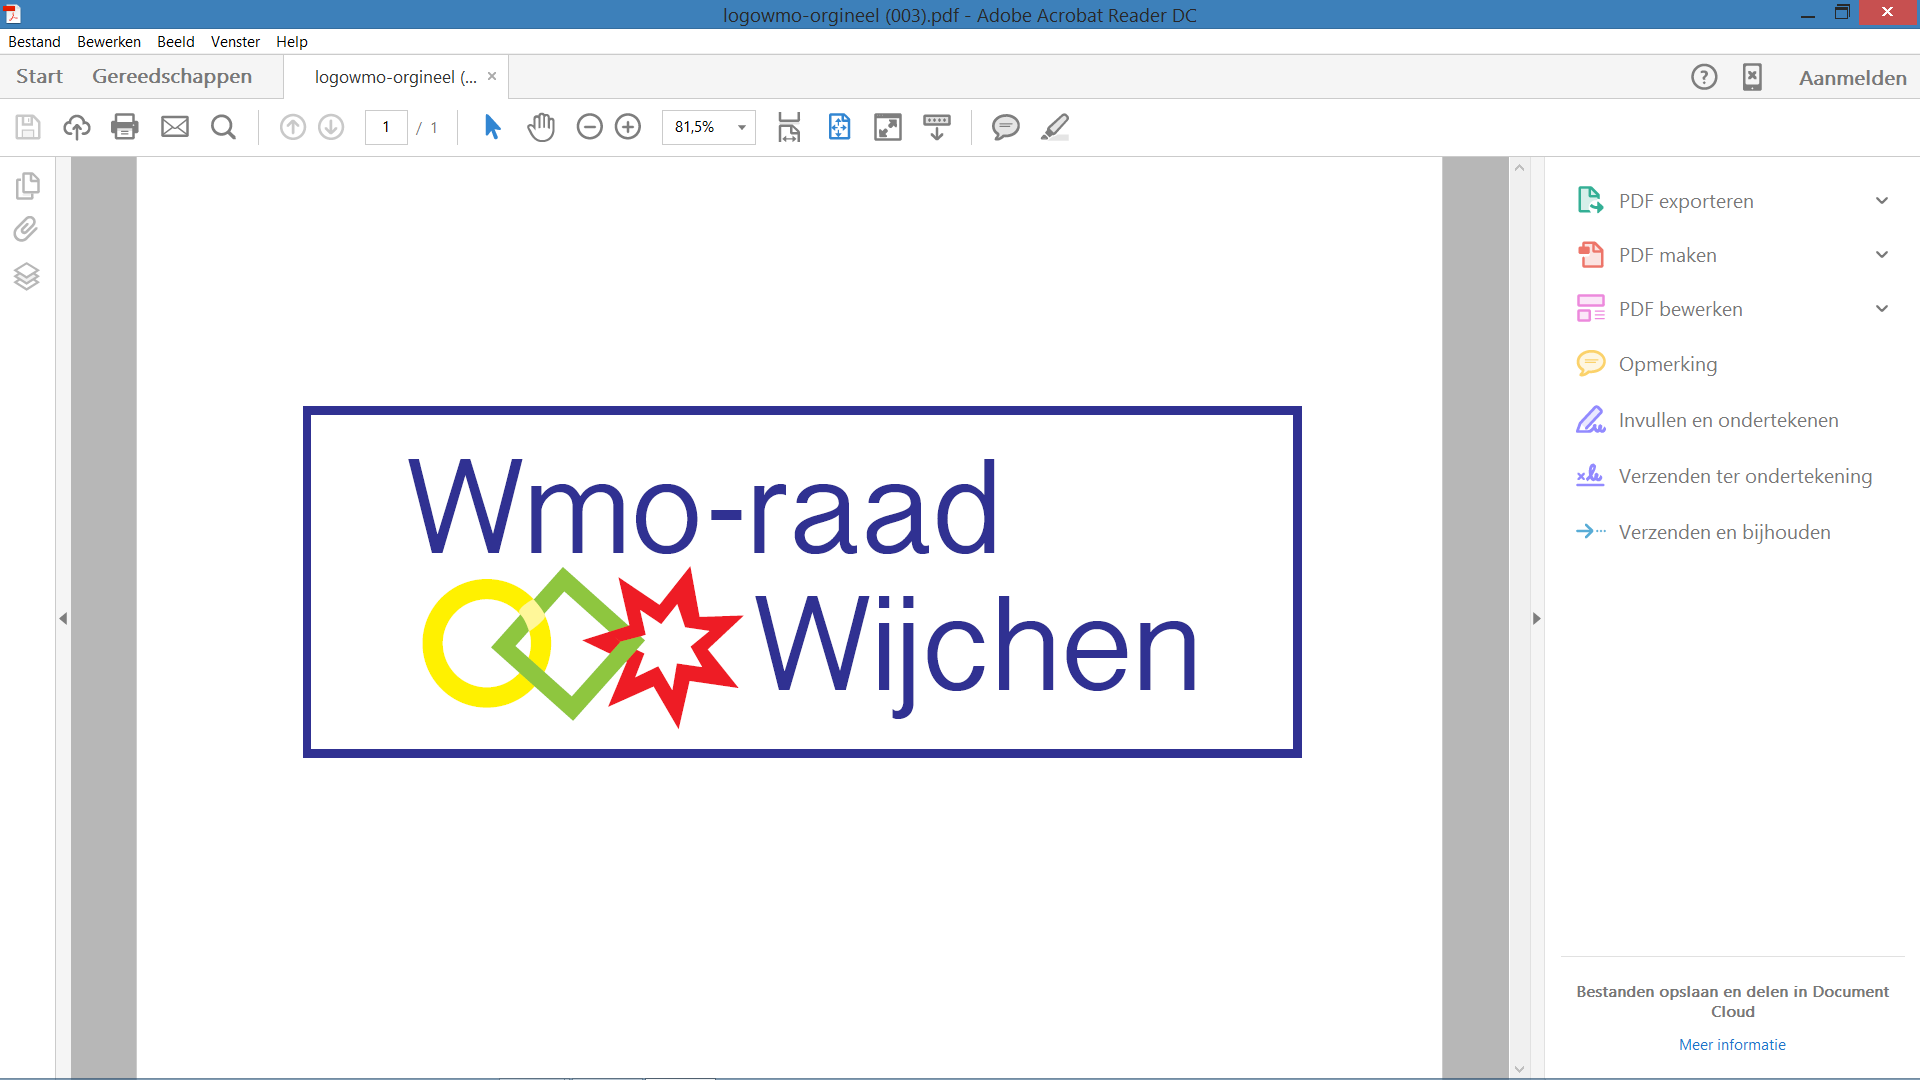 logowmo-orgineel (003).pdf - Adobe Acrobat Reader DC
Bestand Bewerken Beeld Venster Help
Start Gereedschappen logowmo-orgineel (... × Aanmelden
1 / 1 81,5%
PDF exporteren
PDF maken
PDF bewerken
Opmerking
Invullen en ondertekenen
Verzenden ter ondertekening
Verzenden en bijhouden
Wmo-raad
Wijchen
Bestanden opslaan en delen in Document
Cloud
Meer informatie